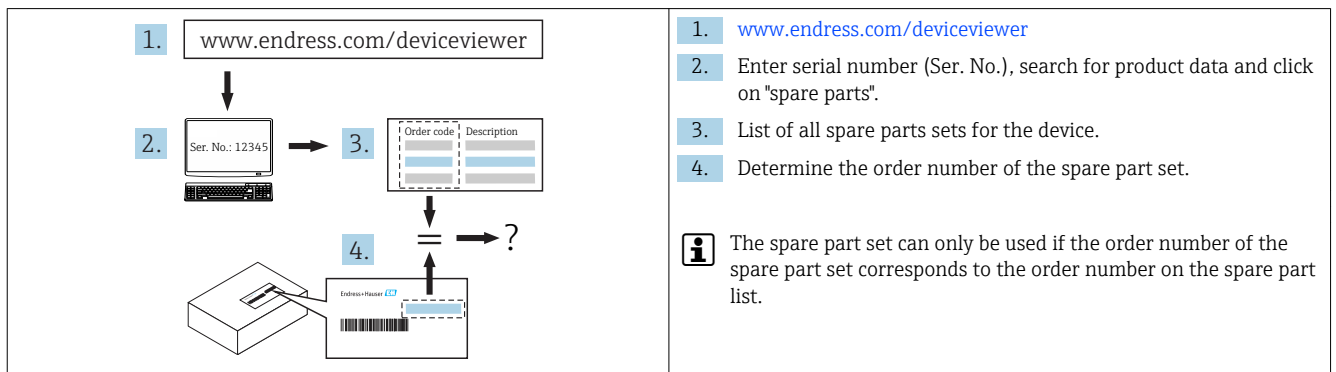 1.
www.endress.com/deviceviewer
2.
Ser. No.: 12345
3.
Order code Description
4.
= ?
Endress+Hauser EH
1. www.endress.com/deviceviewer
2. Enter serial number (Ser. No.), search for product data and click
on "spare parts".
3. List of all spare parts sets for the device.
4. Determine the order number of the spare part set.
The spare part set can only be used if the order number of the
spare part set corresponds to the order number on the spare part
list.